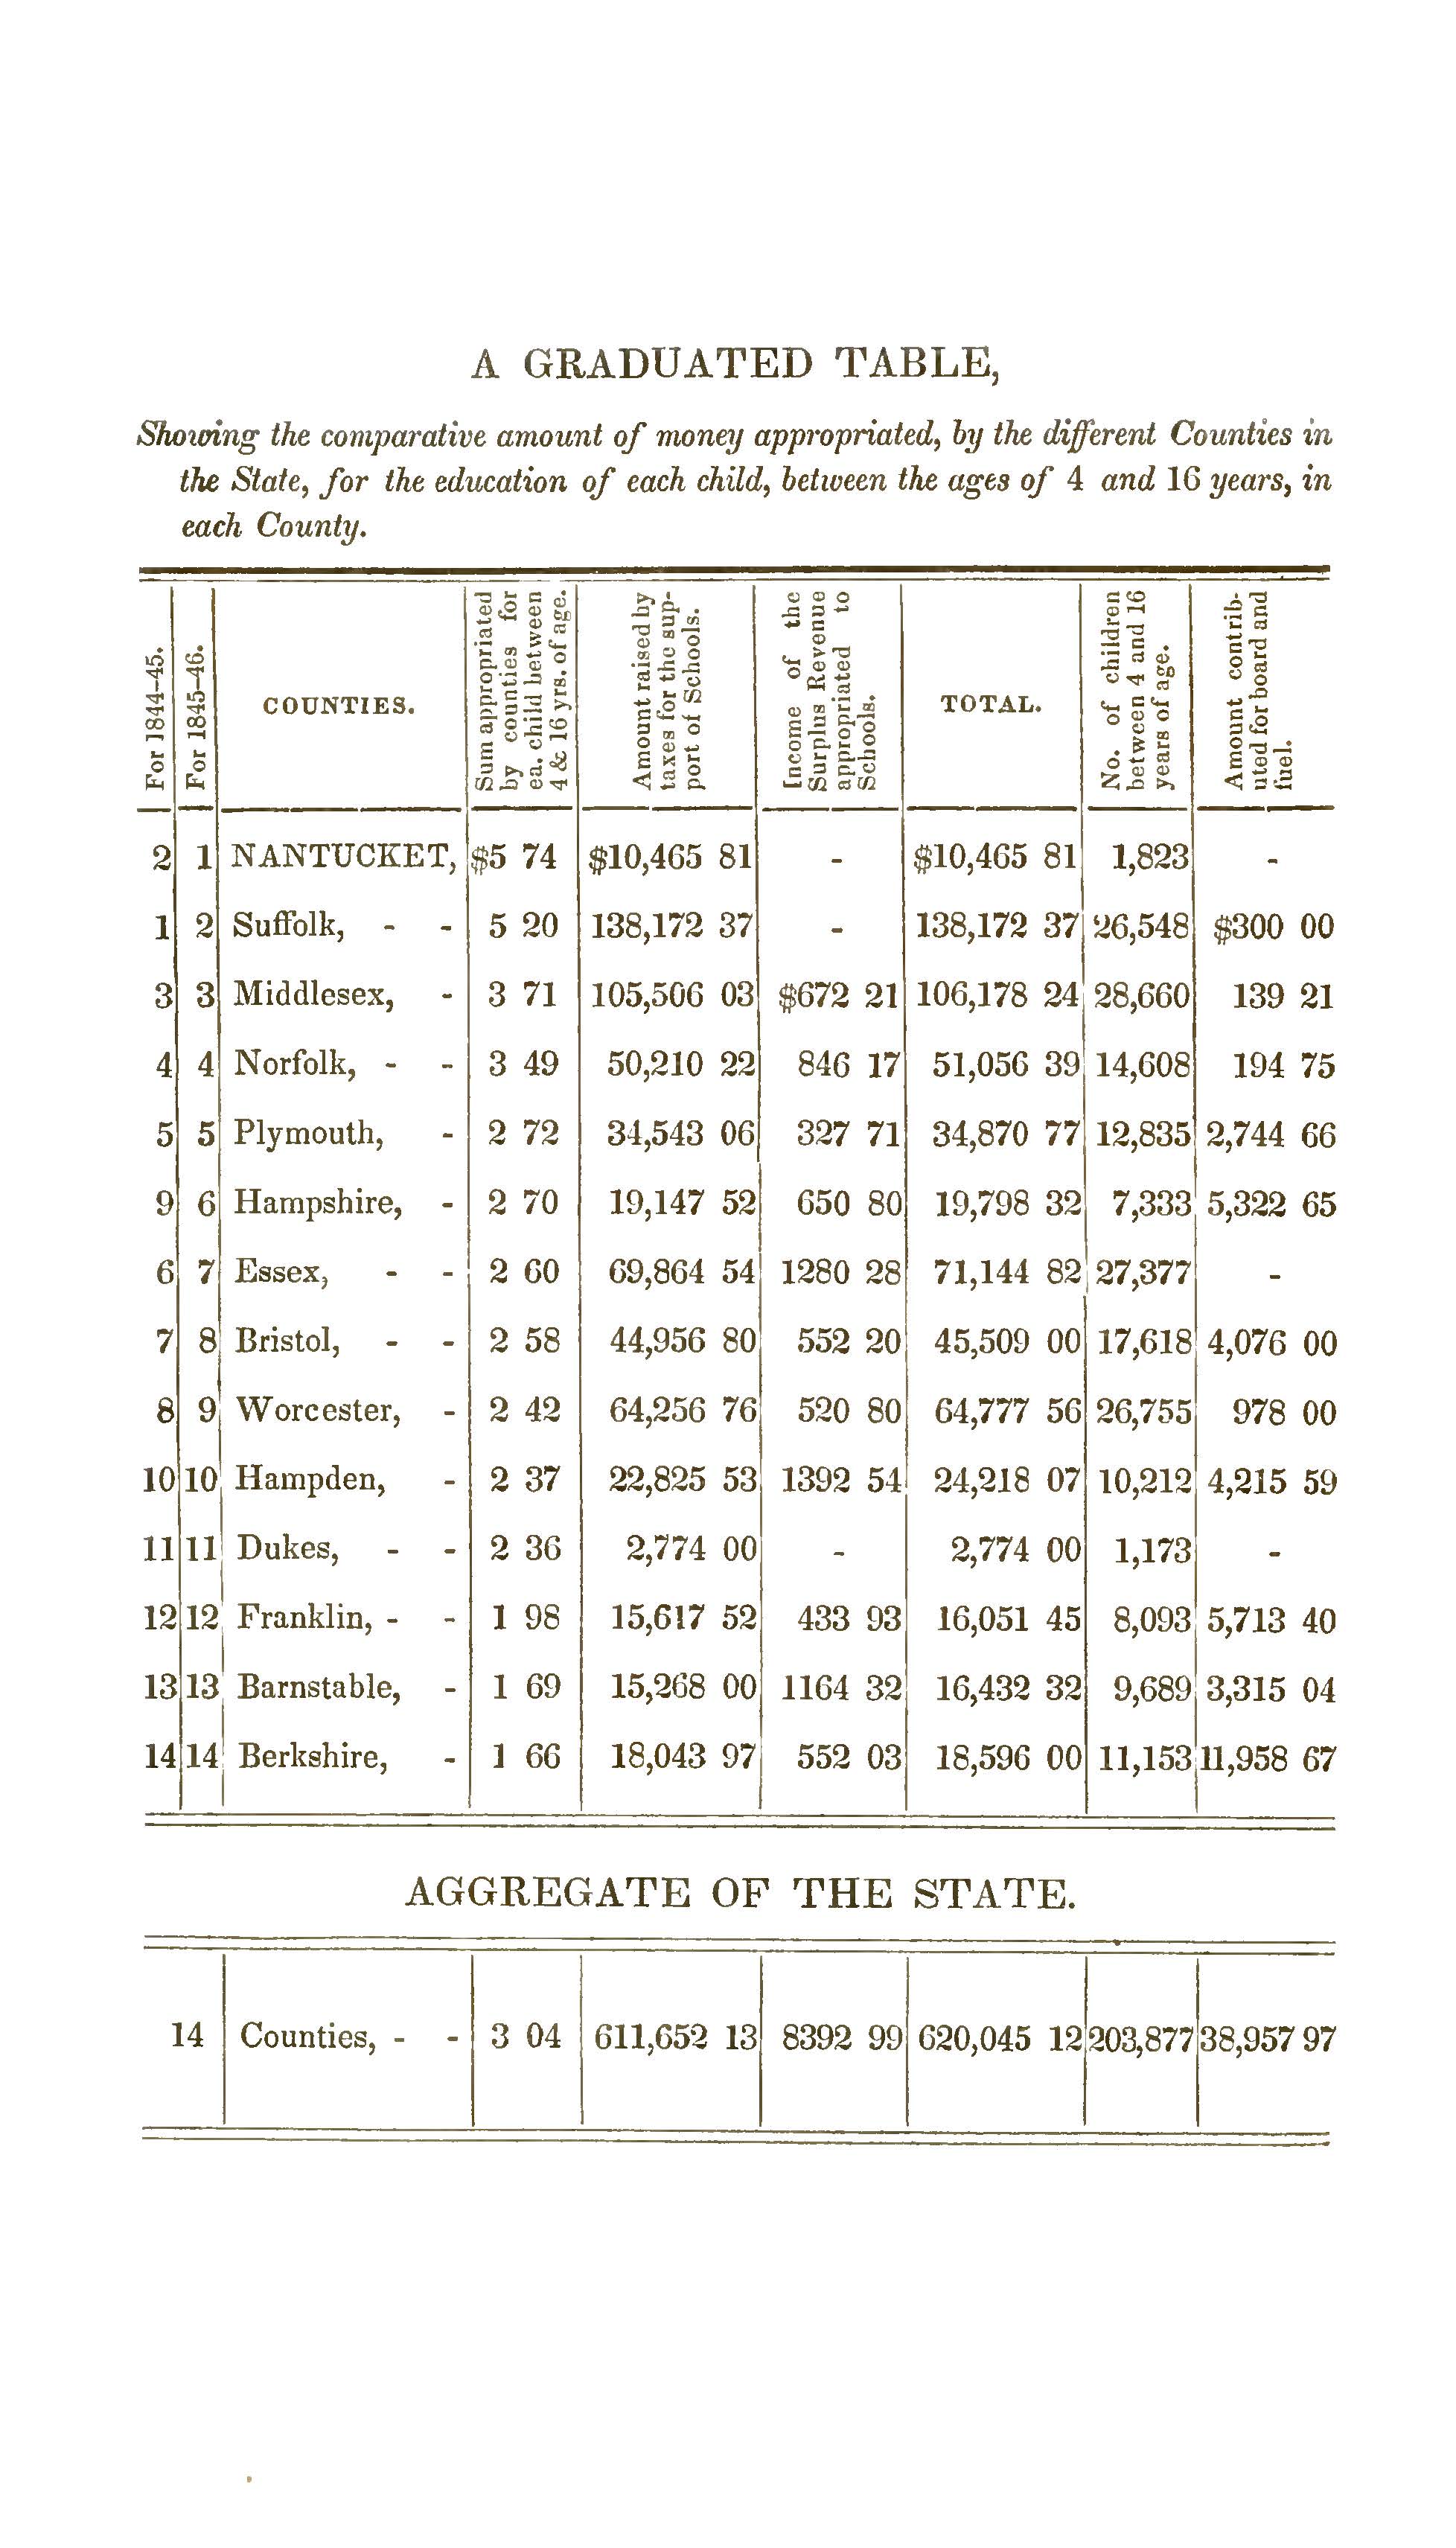 A GRADUATED TABLE,
Showing the comparative amount of money appropriated, by the different Counties in
the State, for the education of each child, between the ages of 4 and 16 years, in
each County.
For 1844–45.
For 1845–46.
COUNTIES.
Sum appropriated
by counties for
ea. child between
4 & 16 yrs. of age.
Amount raised by
taxes for the sup-
port of Schools.
Income of the
Surplus Revenue
appropriated to
Schools.
TOTAL.
No. of children
between 4 and 16
years of age.
Amount contrib-
uted for board and
fuel.
2 1 NANTUCKET, $5 74 $10,465 81 - $10,465 81 1,823 -
1 2 Suffolk, - - 5 20 138,172 37 - 138,172 37 26,548 $300 00
3 3 Middlesex, - 3 71 105,506 03 $672 21 106,178 24 28,660 139 21
4 4 Norfolk, - - 3 49 50,210 22 846 17 51,056 39 14,608 194 75
5 5 Plymouth, - 2 72 34,543 06 327 71 34,870 77 12,835 2,744 66
9 6 Hampshire, - 2 70 19,147 52 650 80 19,798 32 7,333 5,322 65
6 7 Essex, - - 2 60 69,864 54 1280 28 71,144 82 27,377 -
7 8 Bristol, - - 2 58 44,956 80 552 20 45,509 00 17,618 4,076 00
8 9 Worcester, - 2 42 64,256 76 520 80 64,777 56 26,755 978 00
10 10 Hampden, - 2 37 22,825 53 1392 54 24,218 07 10,212 4,215 59
11 11 Dukes, - - 2 36 2,774 00 - 2,774 00 1,173 -
12 12 Franklin, - - 1 98 15,617 52 433 93 16,051 45 8,093 5,713 40
13 13 Barnstable, - 1 69 15,268 00 1164 32 16,432 32 9,689 3,315 04
14 14 Berkshire, - 1 66 18,043 97 552 03 18,596 00 11,153 11,958 67
AGGREGATE OF THE STATE.
14 Counties, - - 3 04 611,652 13 8392 99 620,045 12 203,877 38,957 97